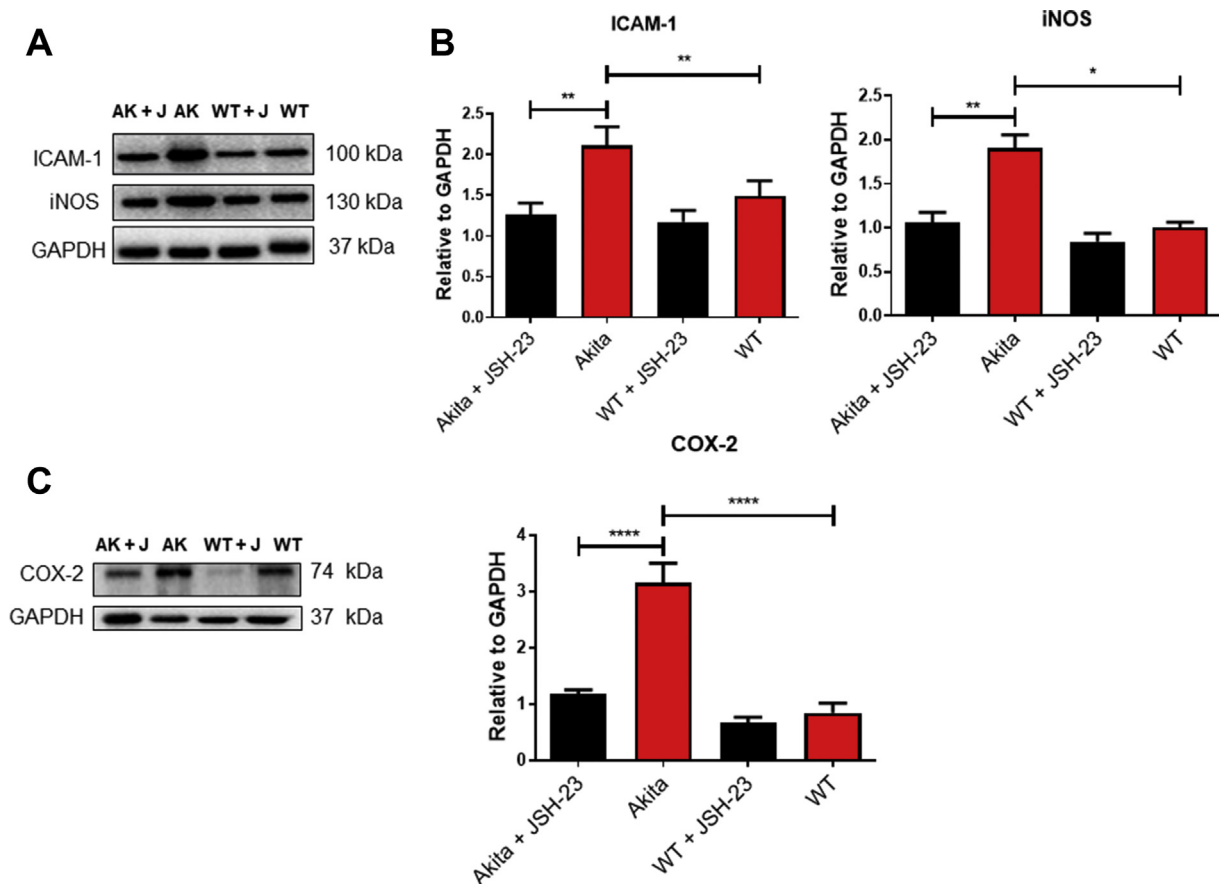 A
AK + J AK WT + J WT
ICAM-1 100 kDa
iNOS 130 kDa
GAPDH 37 kDa
B
ICAM-1
**
**
Relative to GAPDH
2.5
2.0
1.5
1.0
0.5
0.0
Akita + JSH-23
Akita
WT + JSH-23
WT
iNOS
*
**
Relative to GAPDH
2.5
2.0
1.5
1.0
0.5
0.0
Akita + JSH-23
Akita
WT + JSH-23
WT
C
AK + J AK WT + J WT
COX-2 74 kDa
GAPDH 37 kDa
COX-2
****
****
Relative to GAPDH
4
3
2
1
0
Akita + JSH-23
Akita
WT + JSH-23
WT